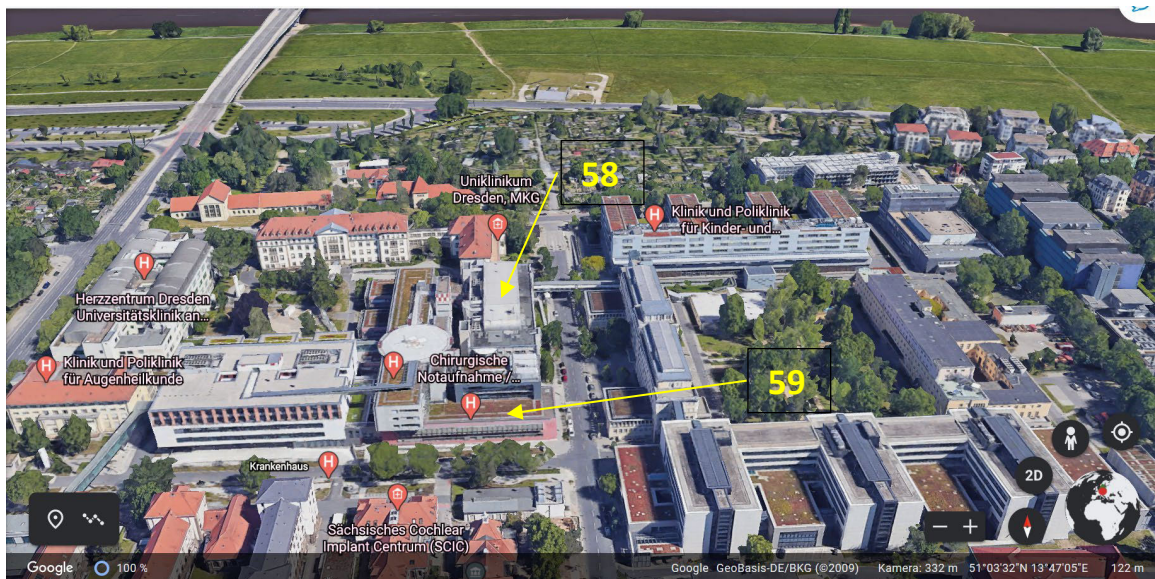 58
Uniklinikum
Dresden, MKG
Klinik und Poliklinik
für Kinder- und...
Herzzentrum Dresden
Universitätsklinik an...
Klinik und Poliklinik
für Augenheilkunde
Chirurgische
Notaufnahme /...
59
Krankenhaus
Sächsisches Cochlear
Implant Centrum (SCIC)
2D
Google 100 % Google GeoBasis-DE/BKG (©2009) Kamera: 332 m 51°03'32"N 13°47'05"E 122 m